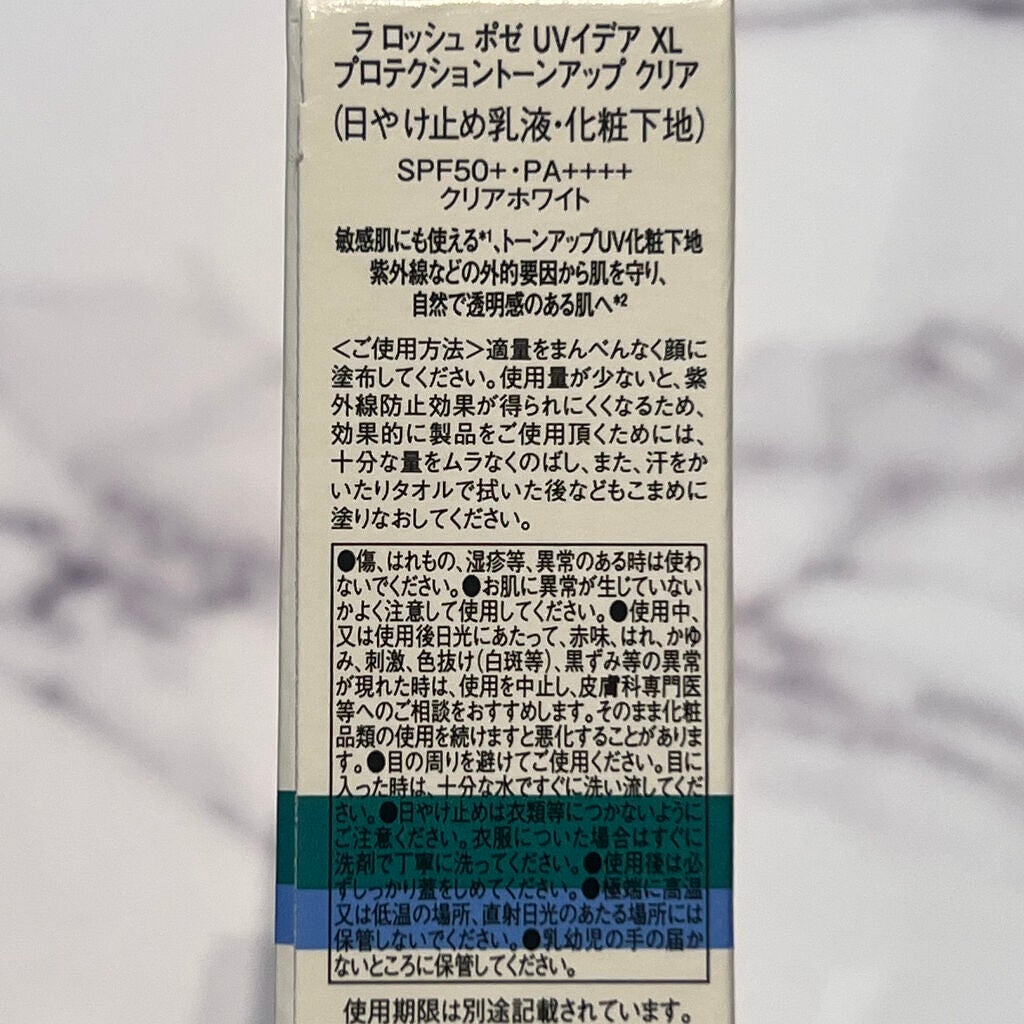 ラ ロッシュ ポゼ UVイデア XL
プロテクショントーンアップ クリア
(日やけ止め乳液・化粧下地)
SPF50+・PA++++
クリアホワイト
敏感肌にも使える*1、トーンアップUV化粧下地
紫外線などの外的要因から肌を守り、
自然で透明感のある肌へ*2
＜ご使用方法＞適量をまんべんなく顔に
塗布してください。使用量が少ないと、紫
外線防止効果が得られにくくなるため、
効果的に製品をご使用頂くためには、
十分な量をムラなくのばし、また、汗をか
いたりタオルで拭いた後などもこまめに
塗りなおしてください。
●傷、はれもの、湿疹等、異常のある時は使わ
ないでください。●お肌に異常が生じていない
かよく注意して使用してください。●使用中、
又は使用後日光にあたって、赤味、はれ、かゆ
み、刺激、色抜け(白斑等)、黒ずみ等の異常
が現れた時は、使用を中止し、皮膚科専門医
等へのご相談をおすすめします。そのまま化粧
品類の使用を続けますと悪化することがありま
す。●目の周りを避けてご使用ください。目に
入った時は、十分な水ですぐに洗い流してくだ
さい。●日やけ止めは衣類等につかないように
ご注意ください。衣服についた場合はすぐに
洗剤で丁寧に洗ってください。●使用後は必
ずしっかり蓋をしめてください。●極端に高温
又は低温の場所、直射日光のあたる場所には
保管しないでください。●乳幼児の手の届か
ないところに保管してください。
使用期限は別途記載されています。